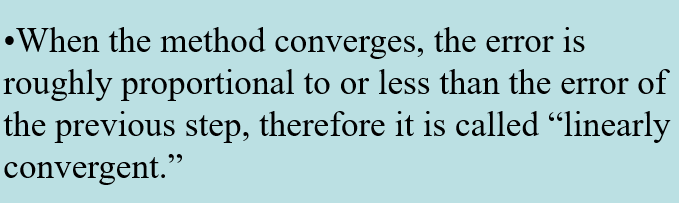 •When the method converges, the error is
roughly proportional to or less than the error of
the previous step, therefore it is called “linearly
convergent.”